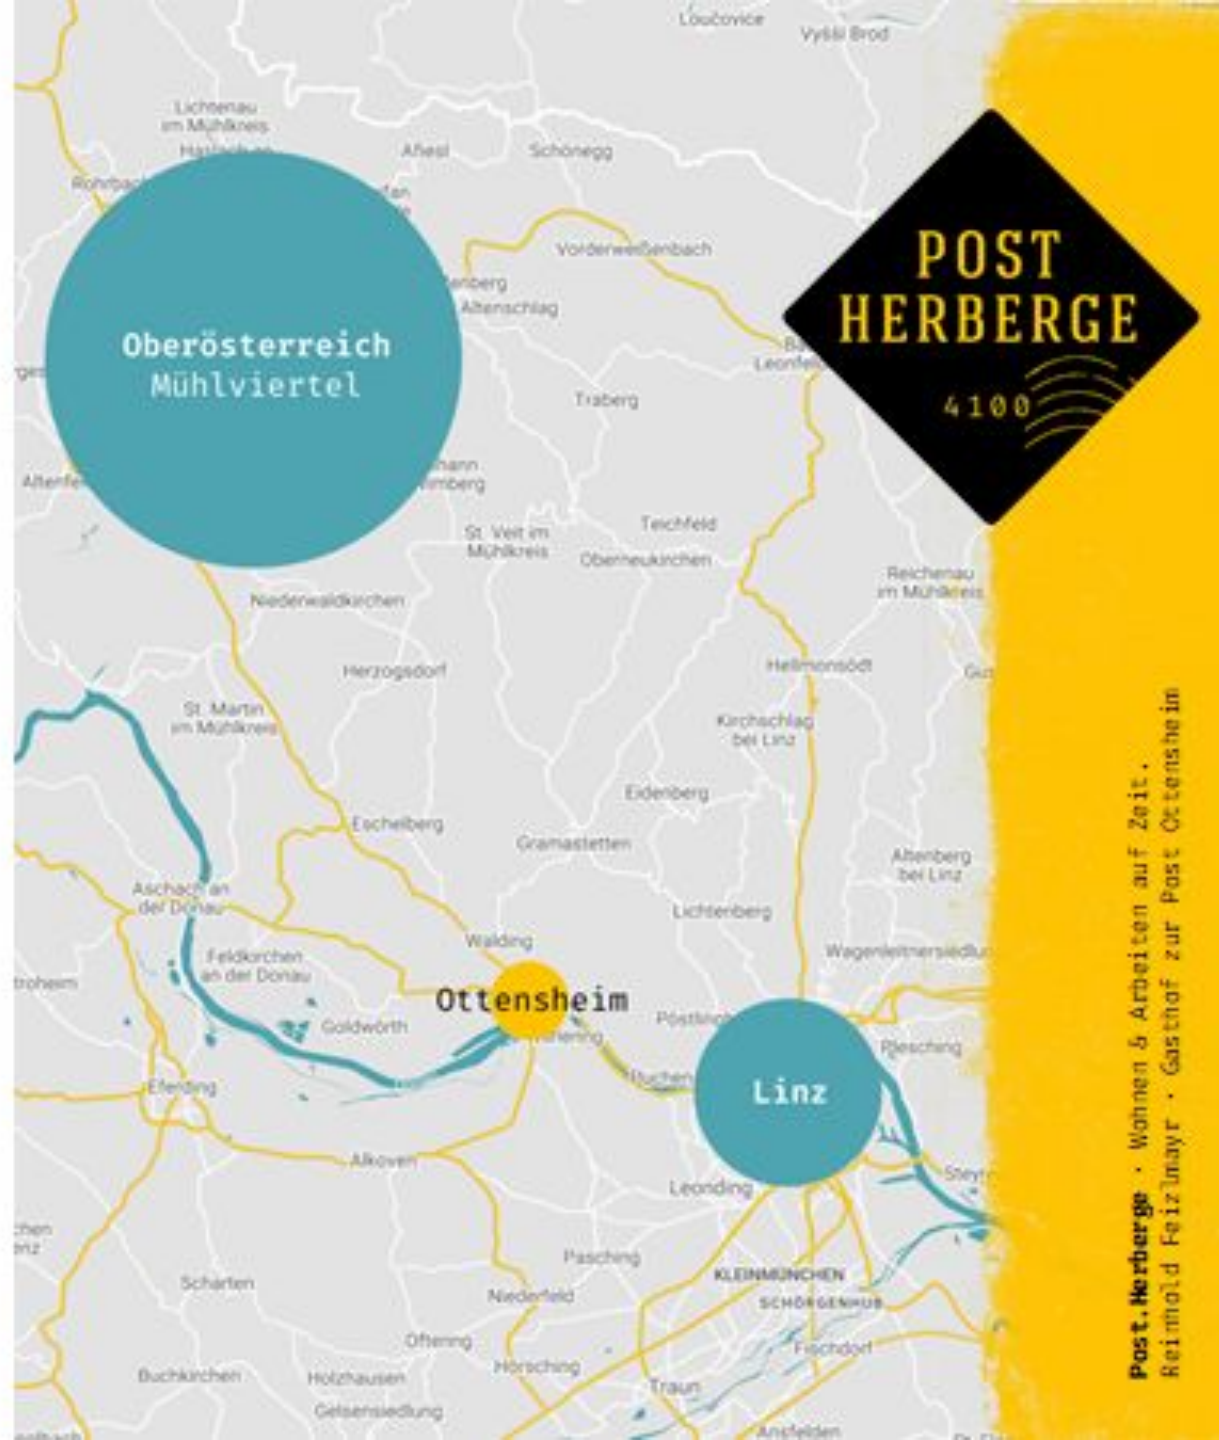 Loučovice
Vyšší Brod
Lichtenau
im Mühlkreis
Afiesl
Schönegg
Vorderweißenbach
Altenschlag
POST
HERBERGE
4100
Oberösterreich
Mühlviertel
Traberg
St. Veit im
Mühlkreis
Teichfeld
Oberneukirchen
Reichenau
im Mühlkreis
Niederwaldkirchen
Herzogsdorf
Hellmonsödt
St. Martin
im Mühlkreis
Kirchschlag
bei Linz
Eidenberg
Eschelberg
Gramastetten
Altenberg
bei Linz
Aschach an
der Donau
Lichtenberg
Walding
Feldkirchen
an der Donau
Ottensheim
Goldwörth
Plesching
Eferding
Linz
Alkoven
Leonding
Pasching
KLEINMÜNCHEN
SCHÖRGENHUB
Scharten
Niederfeld
Oftering
Fischdorf
Hörsching
Buchkirchen
Holzhausen
Traun
Geisensiedlung
Ansfelden
Post.Herberge · Wohnen & Arbeiten auf Zeit.
Reinhold Feizlmayr · Gasthof zur Post Ottensheim